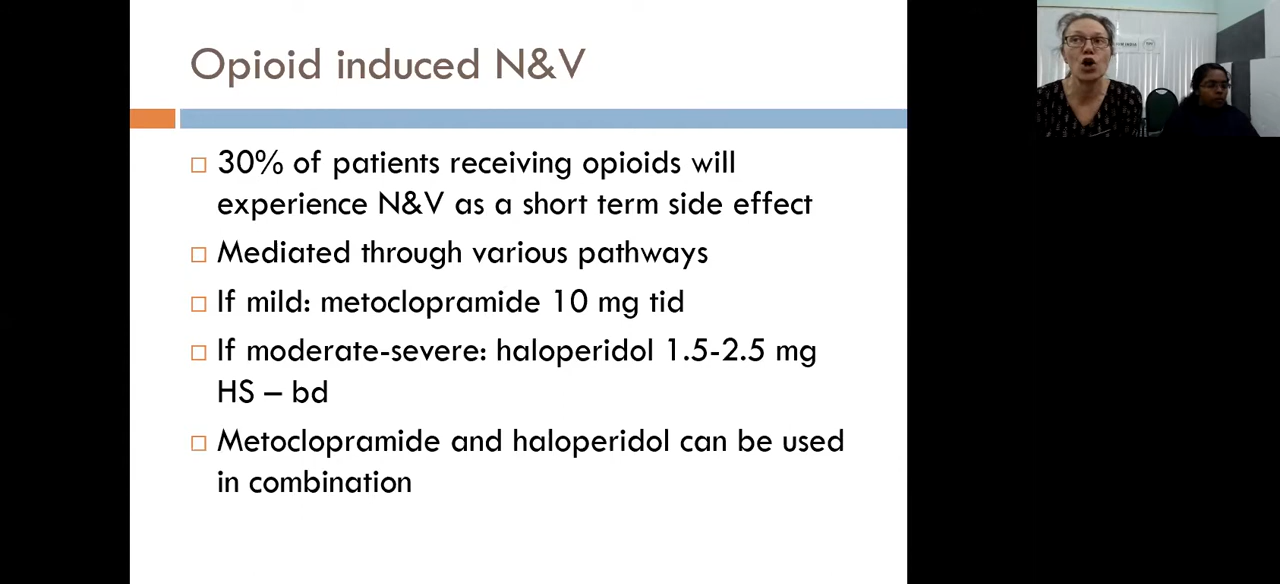 Opioid induced N&V
30% of patients receiving opioids will
experience N&V as a short term side effect
Mediated through various pathways
If mild: metoclopramide 10 mg tid
If moderate-severe: haloperidol 1.5-2.5 mg
HS – bd
Metoclopramide and haloperidol can be used
in combination